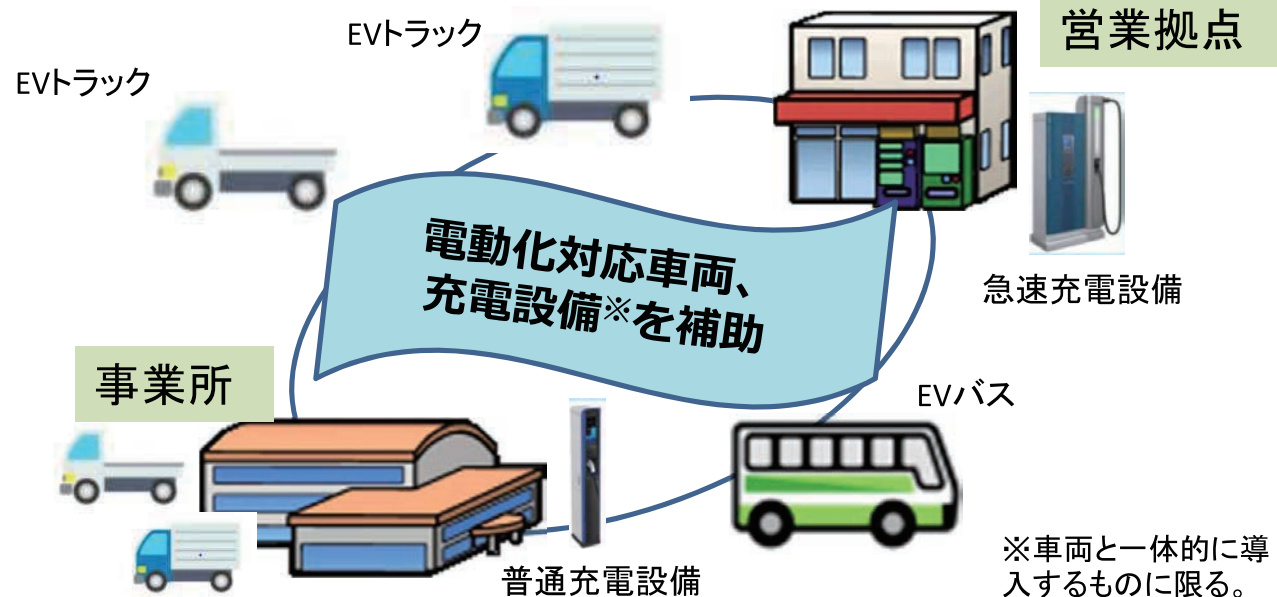 EVトラック
EVトラック
営業拠点
電動化対応車両、
充電設備※を補助
急速充電設備
事業所
EVバス
普通充電設備
※車両と一体的に導
入するものに限る。